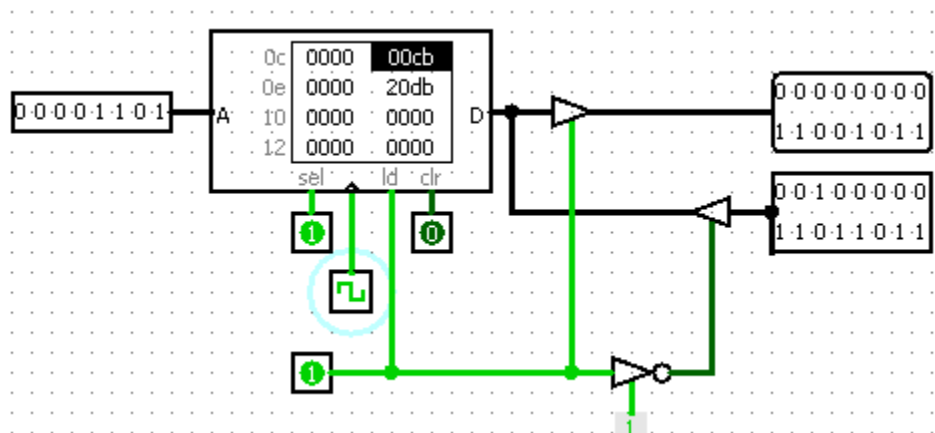 0c 0000 00cb
0e 0000 20db
10 0000 0000
12 0000 0000
A
D
sel ld clr
0 0 0 0 1 1 0 1
0 0 0 0 0 0 0 0
1 1 0 0 1 0 1 1
0 0 1 0 0 0 0 0
1 1 0 1 1 0 1 1
1
0
1
1